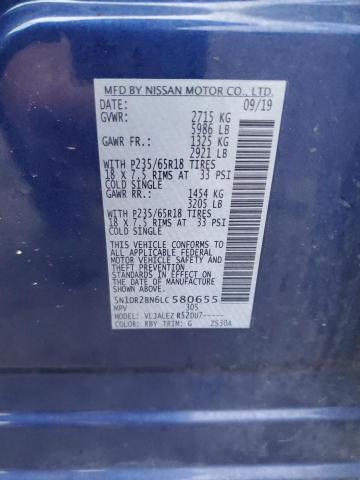 MFD BY NISSAN MOTOR CO., LTD.
DATE: 09/19
GVWR: 2715 KG
5986 LB
GAWR FR.: 1325 KG
2921 LB
WITH P235/65R18 TIRES
18 X 7.5 RIMS AT 33 PSI
COLD SINGLE
GAWR RR.: 1454 KG
3205 LB
WITH P235/65R18 TIRES
18 X 7.5 RIMS AT 33 PSI
COLD SINGLE
THIS VEHICLE CONFORMS TO
ALL APPLICABLE FEDERAL
MOTOR VEHICLE SAFETY AND
THEFT PREVENTION
STANDARDS IN EFFECT ON
THE DATE OF MANUFACTURE
SHOWN ABOVE.
5N1DR2BN6LC580655
MPV 305
MODEL: VLJALEZ R52DU7-----
COLOR: RBY TRIM: G ZS30A